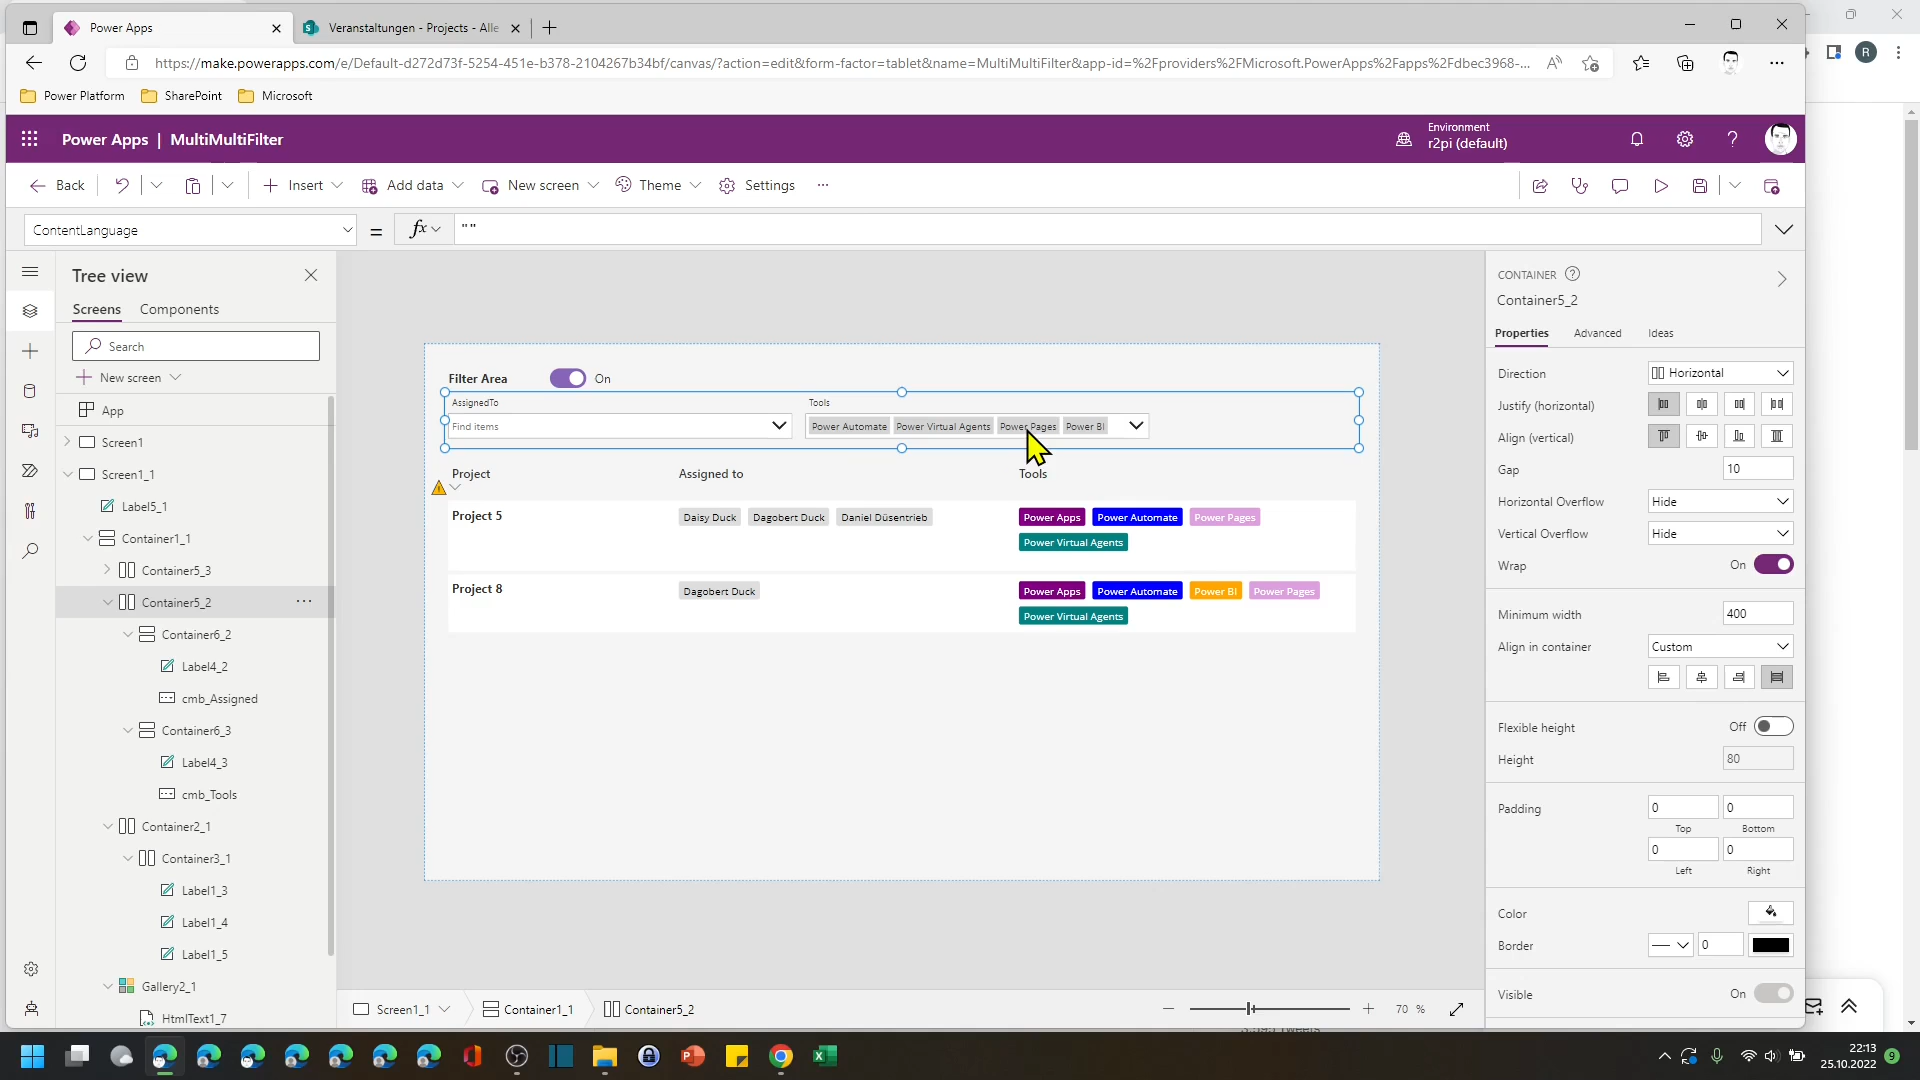 Power Apps
Veranstaltungen - Projects - Alle
https://make.powerapps.com/e/Default-d272d73f-5254-451e-b378-2104267b34bf/canvas/?action=edit&form-factor=tablet&name=MultiMultiFilter&app-id=%2Fproviders%2FMicrosoft.PowerApps%2Fapps%2Fdbec3968-...
R
Power Platform
SharePoint
Microsoft
Power Apps | MultiMultiFilter
Environment
r2pi (default)
Back
Insert
Add data
New screen
Theme
Settings
ContentLanguage
=
fx
""
Tree view
Screens
Components
Search
New screen
App
Screen1
Screen1_1
Label5_1
Container1_1
Container5_3
Container5_2
Container6_2
Label4_2
cmb_Assigned
Container6_3
Label4_3
cmb_Tools
Container2_1
Container3_1
Label1_3
Label1_4
Label1_5
Gallery2_1
HtmlText1_7
Filter Area
On
AssignedTo
Find items
Tools
Power Automate
Power Virtual Agents
Power Pages
Power BI
Project
Assigned to
Tools
Project 5
Daisy Duck
Dagobert Duck
Daniel Düsentrieb
Power Apps
Power Automate
Power Pages
Power Virtual Agents
Project 8
Dagobert Duck
Power Apps
Power Automate
Power BI
Power Pages
Power Virtual Agents
Screen1_1
Container1_1
Container5_2
70 %
CONTAINER
Container5_2
Properties
Advanced
Ideas
Direction
Horizontal
Justify (horizontal)
Align (vertical)
Gap
10
Horizontal Overflow
Hide
Vertical Overflow
Hide
Wrap
On
Minimum width
400
Align in container
Custom
Flexible height
Off
Height
80
Padding
0
0
Top
Bottom
0
0
Left
Right
Color
Border
0
Visible
On
22:13
25.10.2022
9